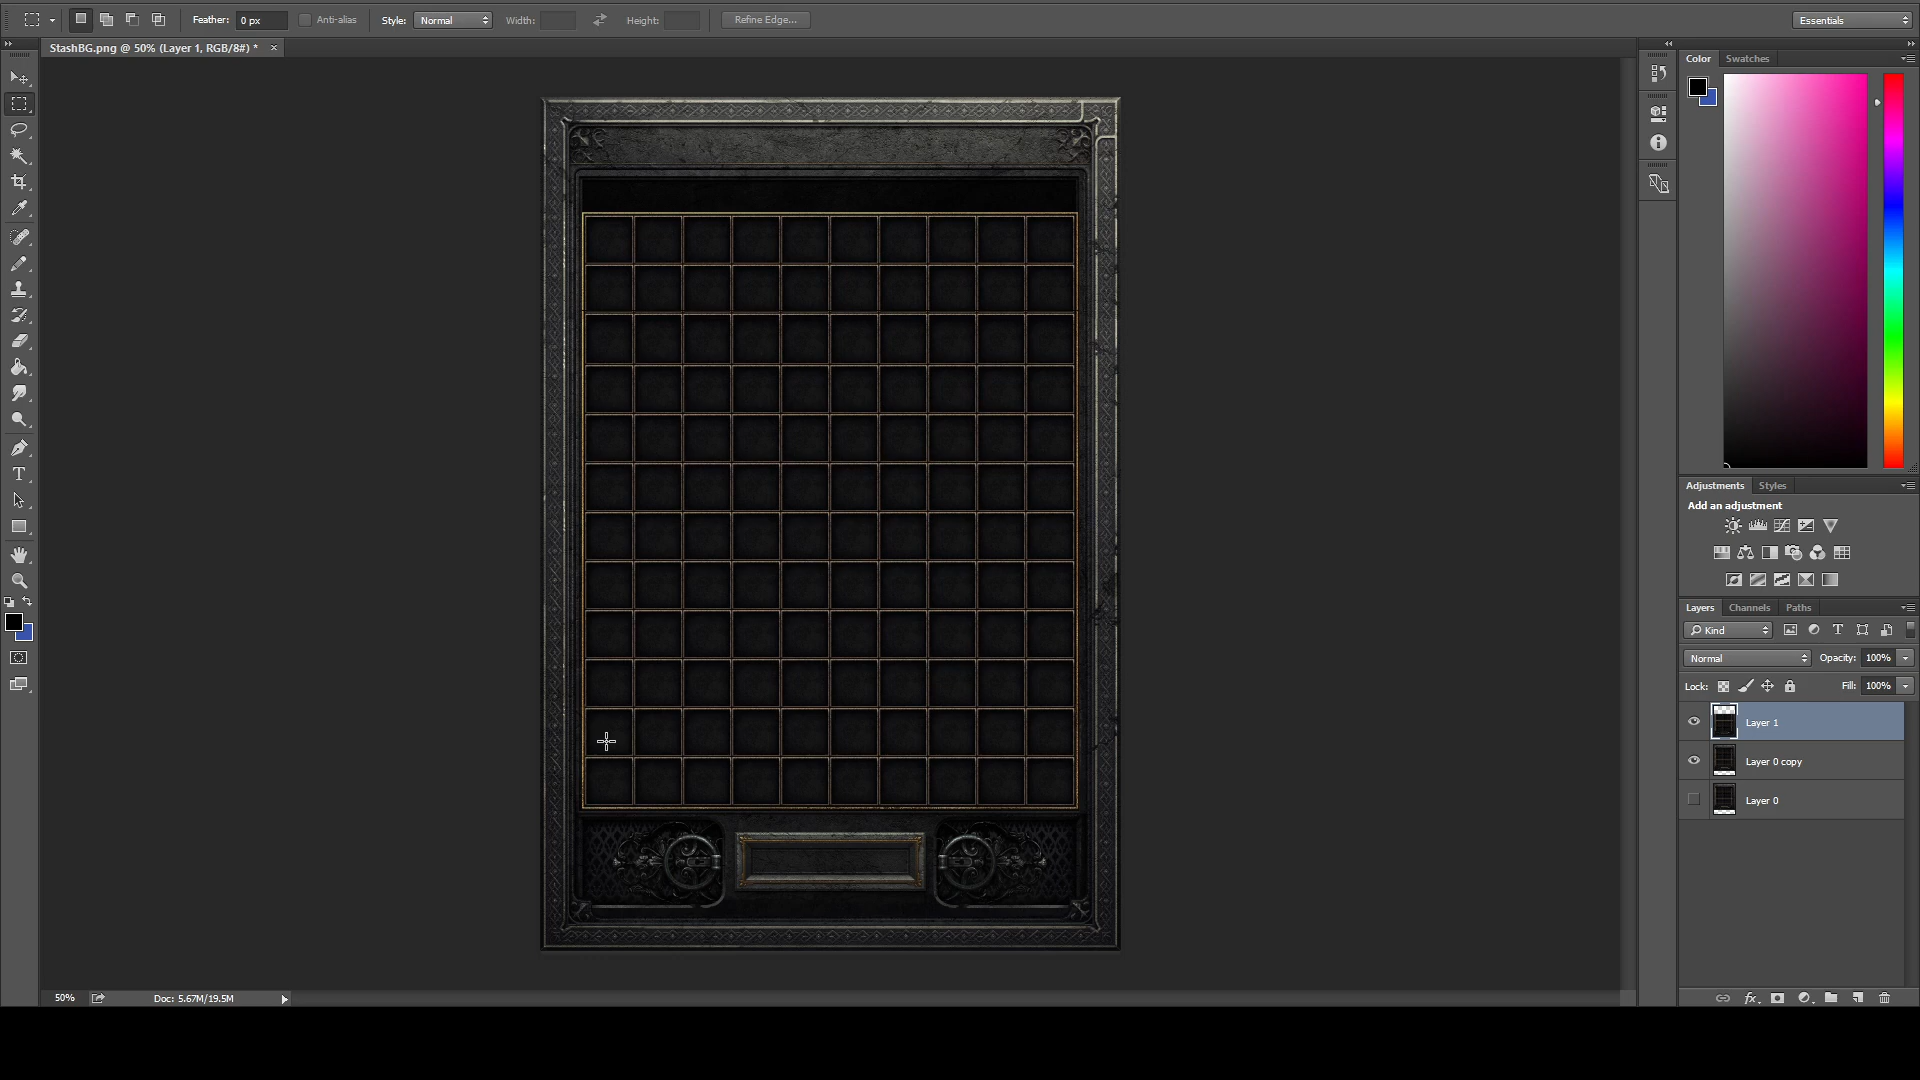 Feather: 0 px Anti-alias Style: Normal Width: Height: Refine Edge... Essentials
StashBG.png @ 50% (Layer 1, RGB/8#) * ×
Color Swatches
Adjustments Styles
Add an adjustment
Layers Channels Paths
Kind
Normal Opacity: 100%
Lock: Fill: 100%
Layer 1
Layer 0 copy
Layer 0
50% Doc: 5.67M/19.5M